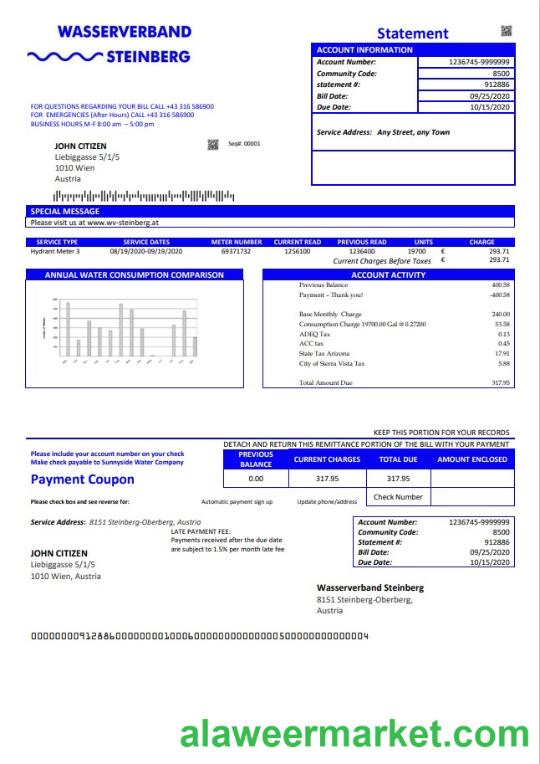 WASSERVERBAND
STEINBERG
Statement
ACCOUNT INFORMATION
Account Number: 1236745-9999999
Community Code: 8500
statement #: 912886
Bill Date: 09/25/2020
Due Date: 10/15/2020
Service Address: Any Street, any Town
FOR QUESTIONS REGARDING YOUR BILL CALL +43 316 586900
FOR EMERGENCIES (After Hours) CALL +43 316 586900
BUSINESS HOURS M-F 8:00 am – 5:00 pm
Seq#: 00001
JOHN CITIZEN
Liebiggasse 5/1/5
1010 Wien
Austria
SPECIAL MESSAGE
Please visit us at www.wv-steinberg.at
SERVICE TYPE SERVICE DATES METER NUMBER CURRENT READ PREVIOUS READ UNITS CHARGE
Hydrant Meter 3 08/19/2020-09/19/2020 69371732 1256100 1236400 19700 € 293.71
Current Charges Before Taxes € 293.71
ANNUAL WATER CONSUMPTION COMPARISON
ACCOUNT ACTIVITY
Previous Balance 400.58
Payment – Thank you! -400.58
Base Monthly Charge 240.00
Consumption Charge 19700.00 Gal @ 0.27200 53.58
ADEQ Tax 0.13
ACC tax 0.45
State Tax Arizona 17.91
City of Sierra Vista Tax 5.88
Total Amount Due 317.95
KEEP THIS PORTION FOR YOUR RECORDS
DETACH AND RETURN THIS REMITTANCE PORTION OF THE BILL WITH YOUR PAYMENT
Please include your account number on your check
Make check payable to Sunnyside Water Company
Payment Coupon
PREVIOUS BALANCE CURRENT CHARGES TOTAL DUE AMOUNT ENCLOSED
0.00 317.95 317.95
Check Number
Please check box and see reverse for: Automatic payment sign up Update phone/address
Service Address: 8151 Steinberg-Oberberg, Austria
LATE PAYMENT FEE:
Payments received after the due date
are subject to 1.5% per month late fee
JOHN CITIZEN
Liebiggasse 5/1/5
1010 Wien, Austria
Account Number: 1236745-9999999
Community Code: 8500
Statement #: 912886
Bill Date: 09/25/2020
Due Date: 10/15/2020
Wasserverband Steinberg
8151 Steinberg-Oberberg,
Austria
alaweermarket.com